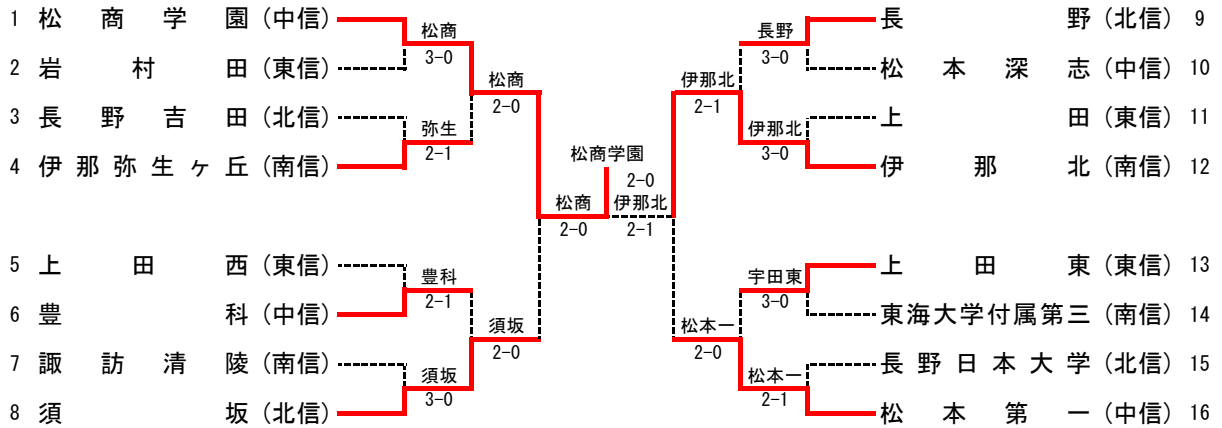 1 松商学園(中信)
2 岩村田(東信)
3 長野吉田(北信)
4 伊那弥生ヶ丘(南信)
5 上田西(東信)
6 豊科(中信)
7 諏訪清陵(南信)
8 須坂(北信)
松商
3-0
弥生
2-1
豊科
2-1
須坂
3-0
松商
2-0
須坂
2-0
松商
2-0
松商学園
2-0
伊那北
2-1
伊那北
2-1
松本一
2-0
長野
3-0
伊那北
3-0
宇田東
3-0
松本一
2-1
長野(北信) 9
松本深志(中信) 10
上田(東信) 11
伊那北(南信) 12
上田東(東信) 13
東海大学付属第三(南信) 14
長野日本大学(北信) 15
松本第一(中信) 16